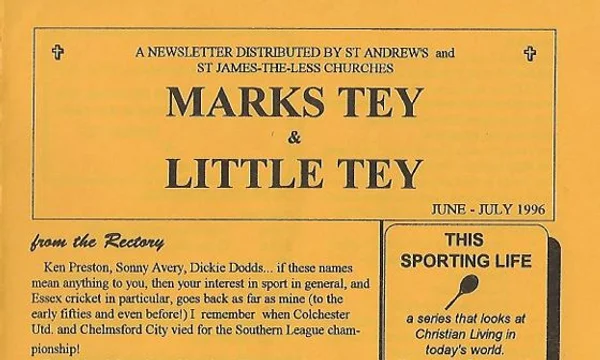 A NEWSLETTER DISTRIBUTED BY ST ANDREW'S and
ST JAMES-THE-LESS CHURCHES
MARKS TEY
&
LITTLE TEY
JUNE - JULY 1996
from the Rectory
Ken Preston, Sonny Avery, Dickie Dodds... if these names
mean anything to you, then your interest in sport in general, and
Essex cricket in particular, goes back as far as mine (to the
early fifties and even before!) I remember when Colchester
Utd. and Chelmsford City vied for the Southern League cham-
pionship!
THIS
SPORTING LIFE
a series that looks at
Christian Living in
today's world.